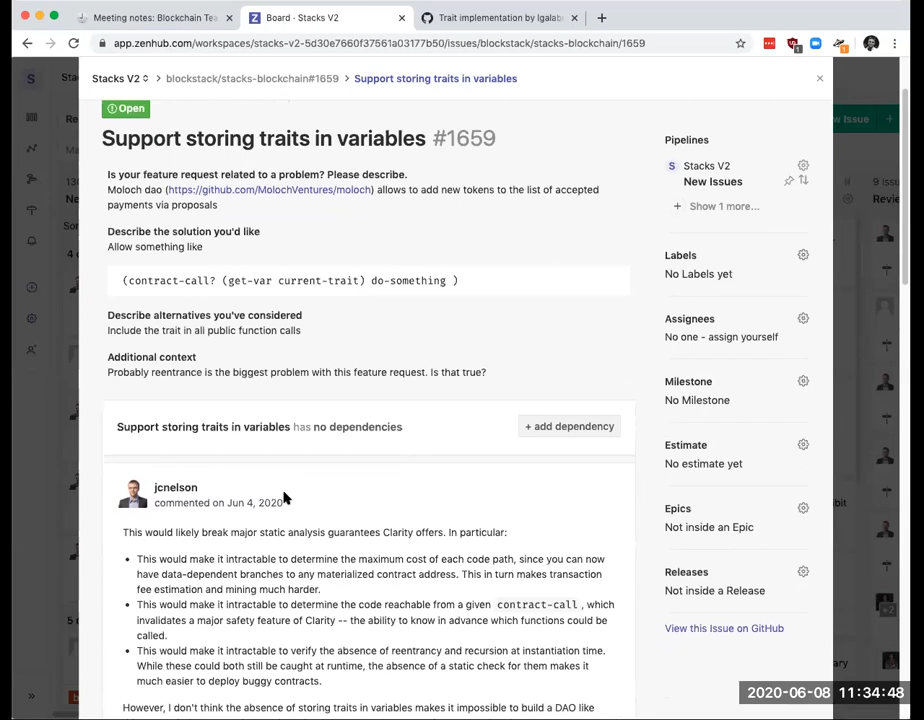 Meeting notes: Blockchain Tea
Board - Stacks V2
Trait implementation by lgalab
app.zenhub.com/workspaces/stacks-v2-5d30e7660f37561a03177b50/issues/blockstack/stacks-blockchain/1659
S
Stacks V2
blockstack/stacks-blockchain#1659
Support storing traits in variables
Open
Support storing traits in variables #1659
Is your feature request related to a problem? Please describe.
Moloch dao (https://github.com/MolochVentures/moloch) allows to add new tokens to the list of accepted
payments via proposals
Describe the solution you'd like
Allow something like
(contract-call? (get-var current-trait) do-something )
Describe alternatives you've considered
Include the trait in all public function calls
Additional context
Probably reentrance is the biggest problem with this feature request. Is that true?
Support storing traits in variables has no dependencies
+ add dependency
jcnelson
commented on Jun 4, 2020
This would likely break major static analysis guarantees Clarity offers. In particular:
• This would make it intractable to determine the maximum cost of each code path, since you can now
have data-dependent branches to any materialized contract address. This in turn makes transaction
fee estimation and mining much harder.
• This would make it intractable to determine the code reachable from a given contract-call, which
invalidates a major safety feature of Clarity -- the ability to know in advance which functions could be
called.
• This would make it intractable to verify the absence of reentrancy and recursion at instantiation time.
While these could both still be caught at runtime, the absence of a static check for them makes it
much easier to deploy buggy contracts.
However, I don't think the absence of storing traits in variables makes it impossible to build a DAO like
Pipelines
S Stacks V2
New Issues
+ Show 1 more...
Labels
No Labels yet
Assignees
No one - assign yourself
Milestone
No Milestone
Estimate
No estimate yet
Epics
Not inside an Epic
Releases
Not inside a Release
View this Issue on GitHub
w Issue
9 issue
Revie
+2
2020-06-08 11:34:48